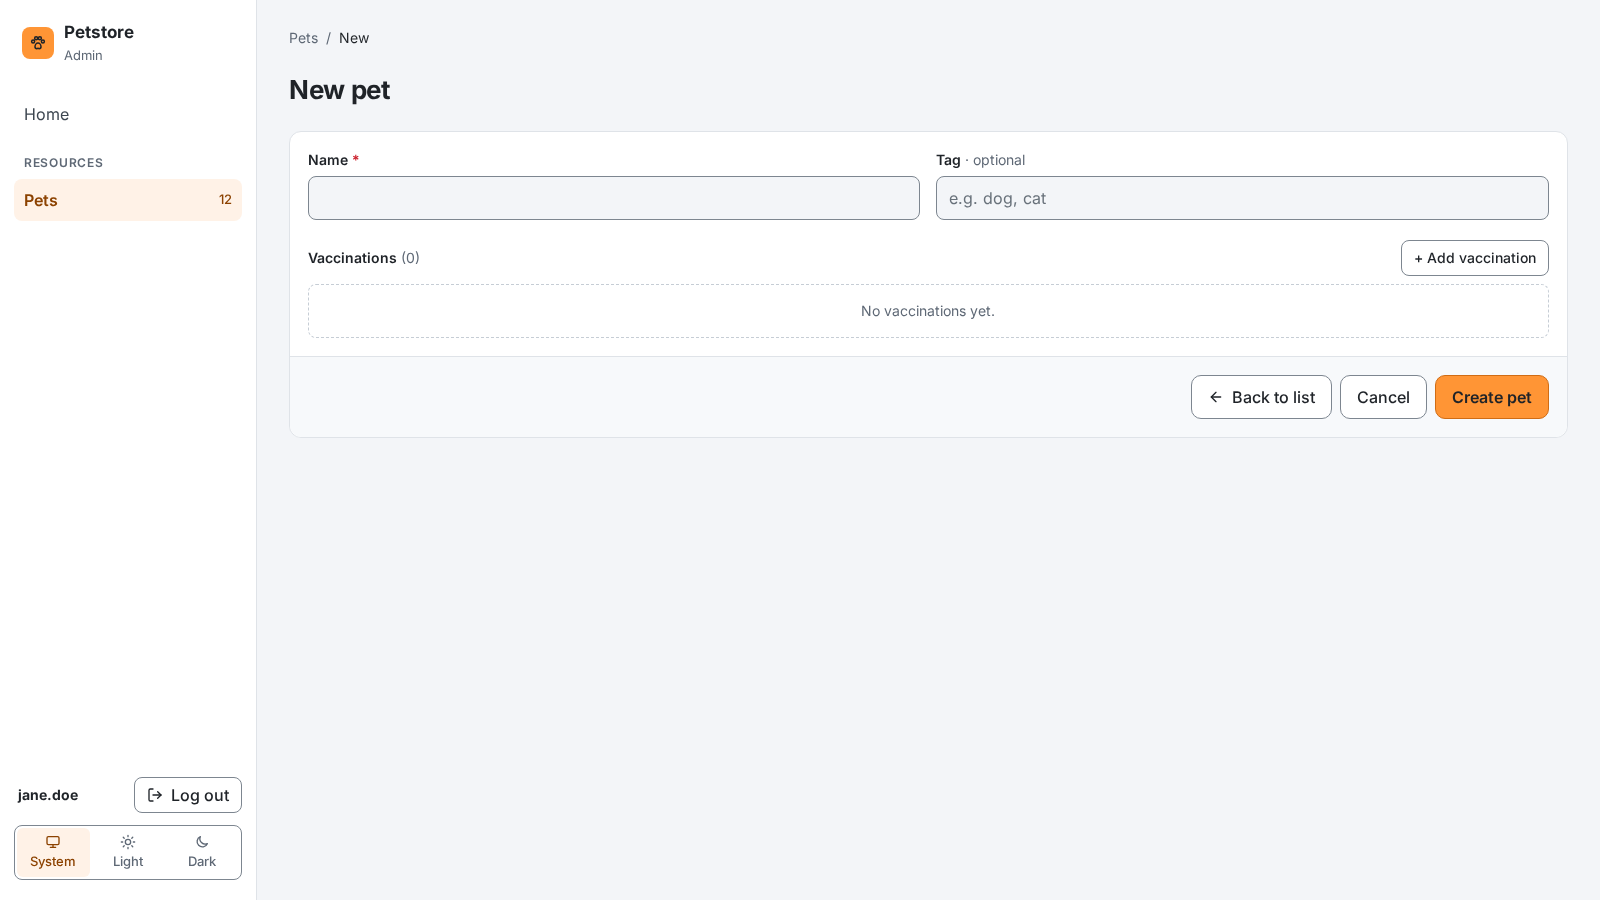 Petstore
Admin
Home
RESOURCES
Pets 12
jane.doe
Log out
System Light Dark
Pets / New
New pet
Name * Tag · optional
e.g. dog, cat
Vaccinations (0) + Add vaccination
No vaccinations yet.
← Back to list Cancel Create pet